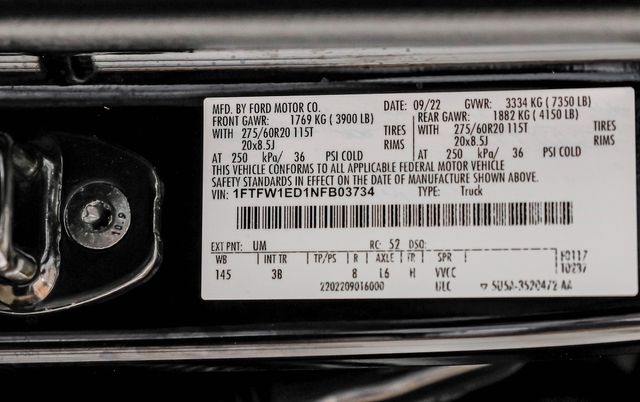 MFD. BY FORD MOTOR CO. DATE: 09/22 GVWR: 3334 KG ( 7350 LB)
FRONT GAWR: 1769 KG ( 3900 LB) REAR GAWR: 1882 KG ( 4150 LB)
WITH 275/60R20 115T TIRES WITH 275/60R20 115T TIRES
20x8.5J RIMS 20x8.5J RIMS
AT 250 kPa/ 36 PSI COLD AT 250 kPa/ 36 PSI COLD
THIS VEHICLE CONFORMS TO ALL APPLICABLE FEDERAL MOTOR VEHICLE
SAFETY STANDARDS IN EFFECT ON THE DATE OF MANUFACTURE SHOWN ABOVE.
VIN: 1FTFW1ED1NFB03734 TYPE: Truck
EXT PNT: UM RC: 52 DSO:
WB INT TR TP/PS R AXLE TR SPR
145 3B 8 L6 H VVCC
2202209016000 ULC
10.9